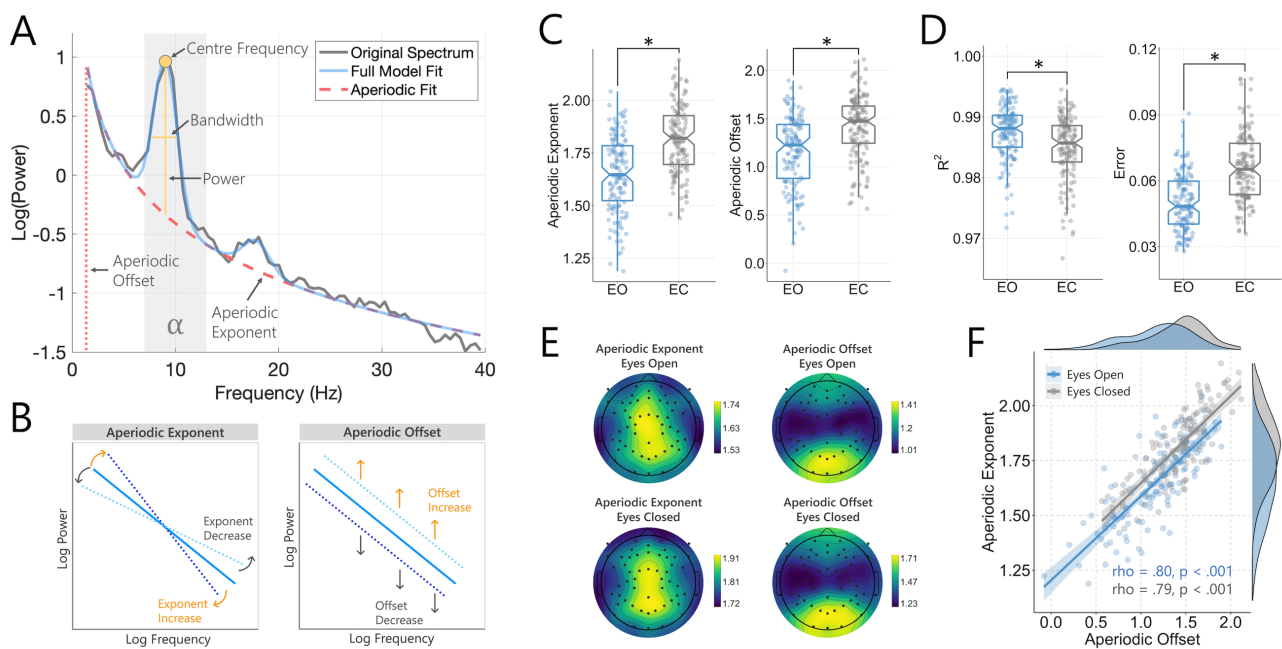 A
Centre Frequency
Original Spectrum
Full Model Fit
Aperiodic Fit
Bandwidth
Power
Aperiodic
Offset
Aperiodic
Exponent
α
Log(Power)
1.5
1
0.5
0
-0.5
-1
-1.5
0
10
20
30
40
Frequency (Hz)
B
Aperiodic Exponent
Exponent
Decrease
Exponent
Increase
Log Power
Log Frequency
Aperiodic Offset
Offset
Increase
Offset
Decrease
Log Power
Log Frequency
C
*
Aperiodic Exponent
2.00
1.75
1.50
1.25
EO
EC
*
Aperiodic Offset
2.0
1.5
1.0
0.5
0.0
EO
EC
D
*
R²
1.00
0.99
0.98
0.97
EO
EC
*
Error
0.12
0.09
0.06
0.03
EO
EC
E
Aperiodic Exponent
Eyes Open
1.74
1.63
1.53
Aperiodic Offset
Eyes Open
1.41
1.21
1.01
Aperiodic Exponent
Eyes Closed
1.91
1.81
1.72
Aperiodic Offset
Eyes Closed
1.71
1.47
1.23
F
Eyes Open
Eyes Closed
Aperiodic Exponent
2.00
1.75
1.50
1.25
rho = .80, p < .001
rho = .79, p < .001
0.0
0.5
1.0
1.5
2.0
Aperiodic Offset